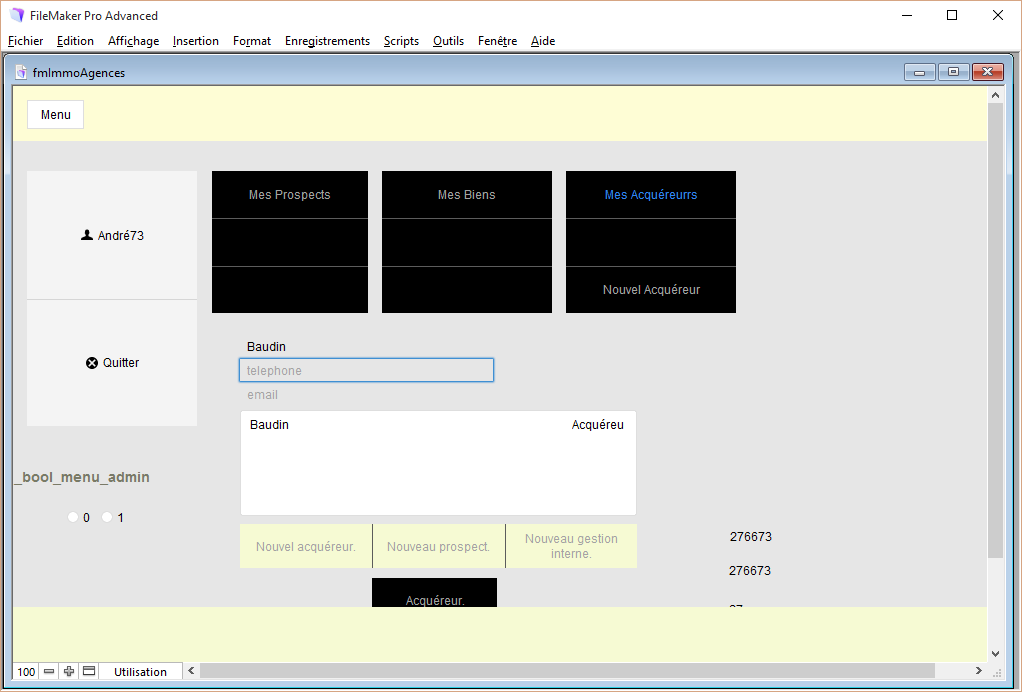 FileMaker Pro Advanced
Fichier Edition Affichage Insertion Format Enregistrements Scripts Outils Fenêtre Aide
fmImmoAgences
Menu
Mes Prospects Mes Biens Mes Acquéreurrs
André73
Nouvel Acquéreur
Baudin
Quitter
telephone
email
Baudin Acquéreu
_bool_menu_admin
0 1
Nouvel acquéreur. Nouveau prospect. Nouveau gestion
interne.
276673
276673
Acquéreur.
100 Utilisation